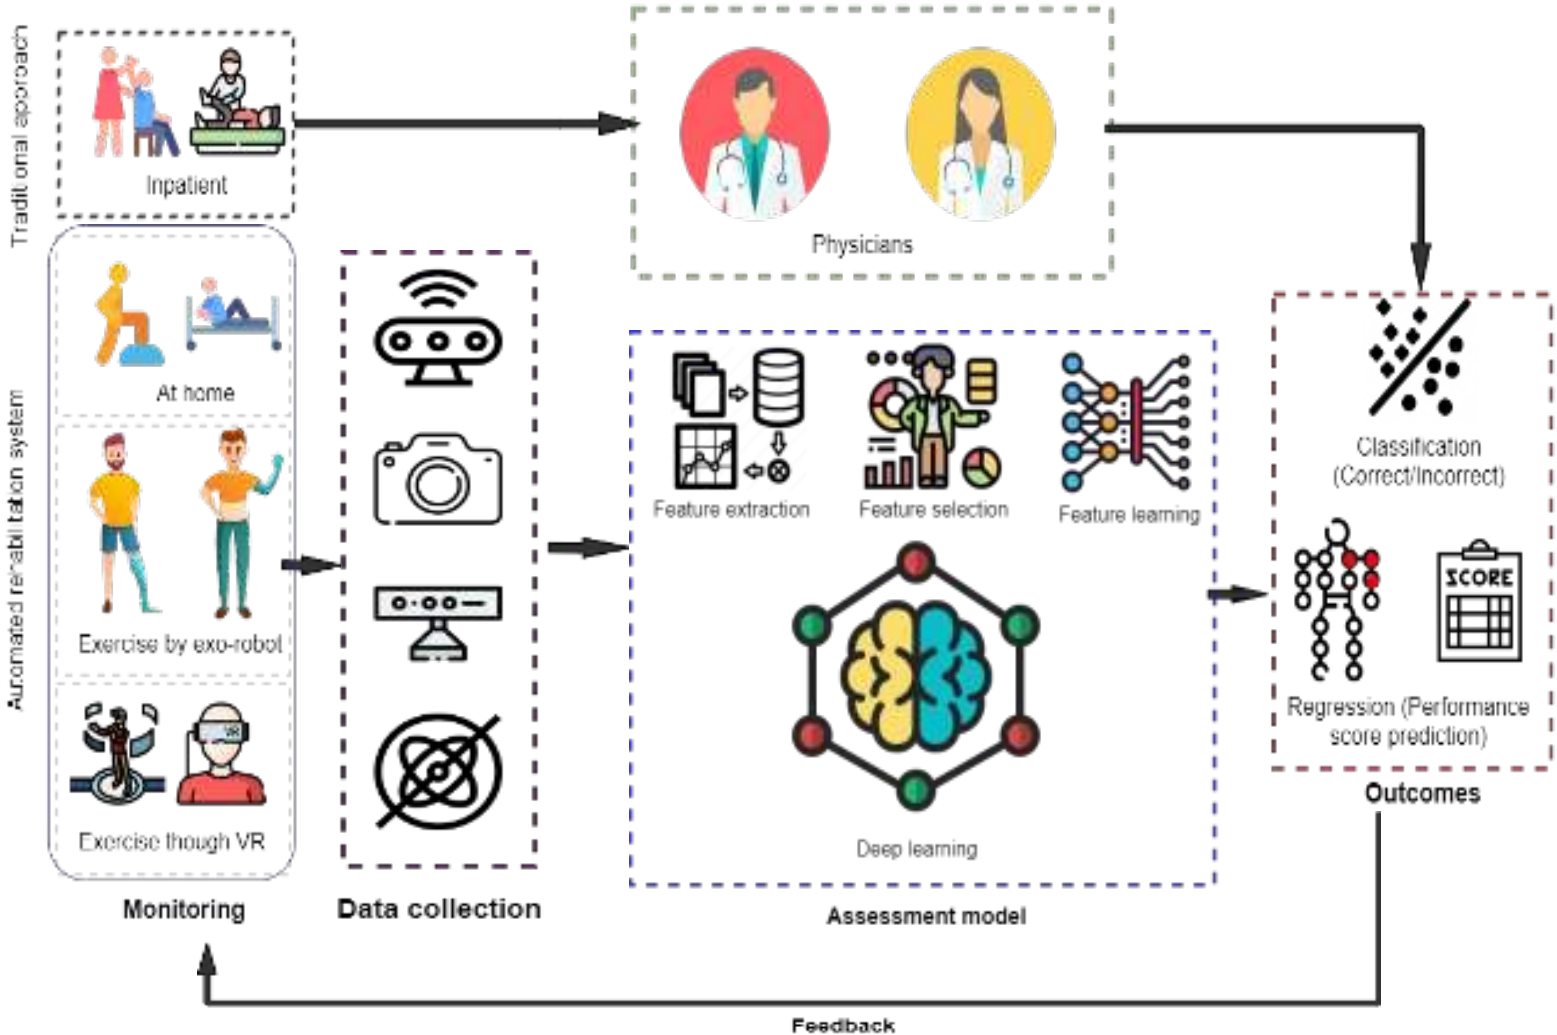 Traditional approach
Inpatient
Physicians
At home
Automated rehabilitation system
Exercise by exo-robot
VR
Exercise though VR
Monitoring
Data collection
Feature extraction
Feature selection
Feature learning
Deep learning
Assessment model
Classification
(Correct/Incorrect)
SCORE
Regression (Performance
score prediction)
Outcomes
Feedback